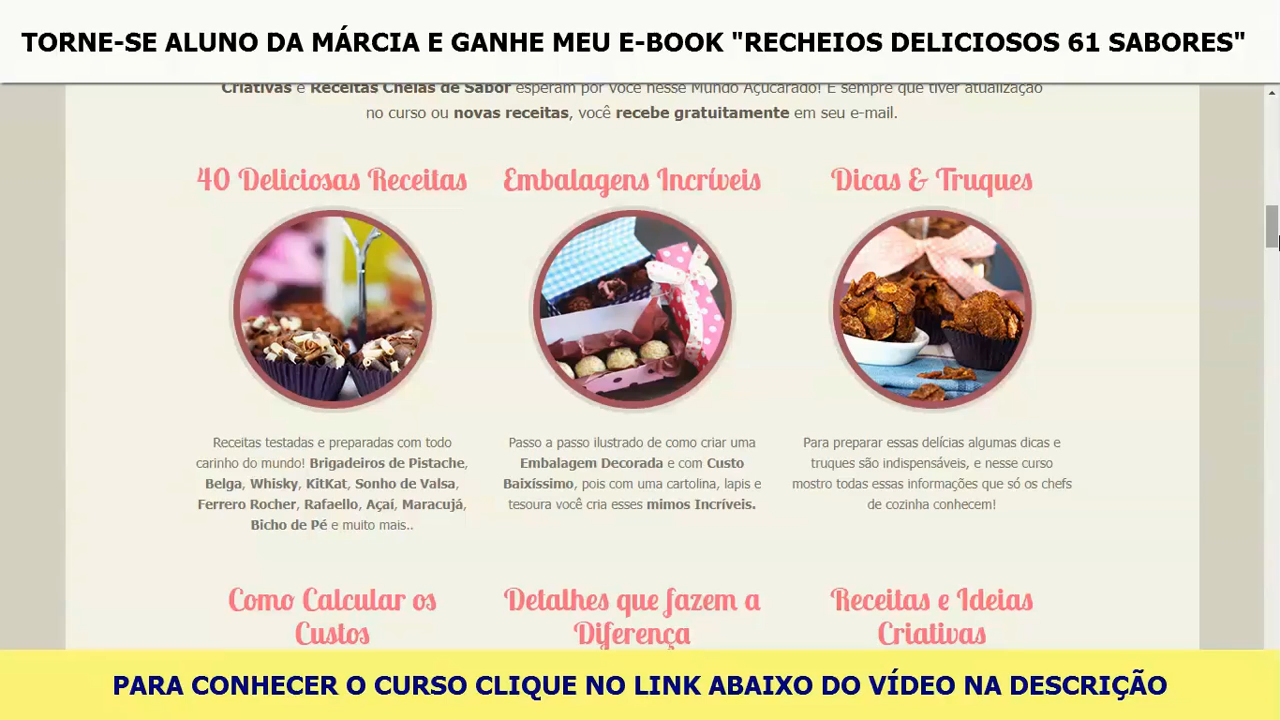 TORNE-SE ALUNO DA MÁRCIA E GANHE MEU E-BOOK "RECHEIOS DELICIOSOS 61 SABORES"
Criativas e Receitas Cheias de Sabor esperam por você nesse Mundo Açucarado! E sempre que tiver atualização
no curso ou novas receitas, você recebe gratuitamente em seu e-mail.
40 Deliciosas Receitas
Receitas testadas e preparadas com todo
carinho do mundo! Brigadeiros de Pistache,
Belga, Whisky, KitKat, Sonho de Valsa,
Ferrero Rocher, Rafaello, Açaí, Maracujá,
Bicho de Pé e muito mais..
Embalagens Incríveis
Passo a passo ilustrado de como criar uma
Embalagem Decorada e com Custo
Baixíssimo, pois com uma cartolina, lapis e
tesoura você cria esses mimos Incríveis.
Dicas & Truques
Para preparar essas delícias algumas dicas e
truques são indispensáveis, e nesse curso
mostro todas essas informações que só os chefs
de cozinha conhecem!
Como Calcular os
Custos
Detalhes que fazem a
Diferença
Receitas e Ideias
Criativas
PARA CONHECER O CURSO CLIQUE NO LINK ABAIXO DO VÍDEO NA DESCRIÇÃO